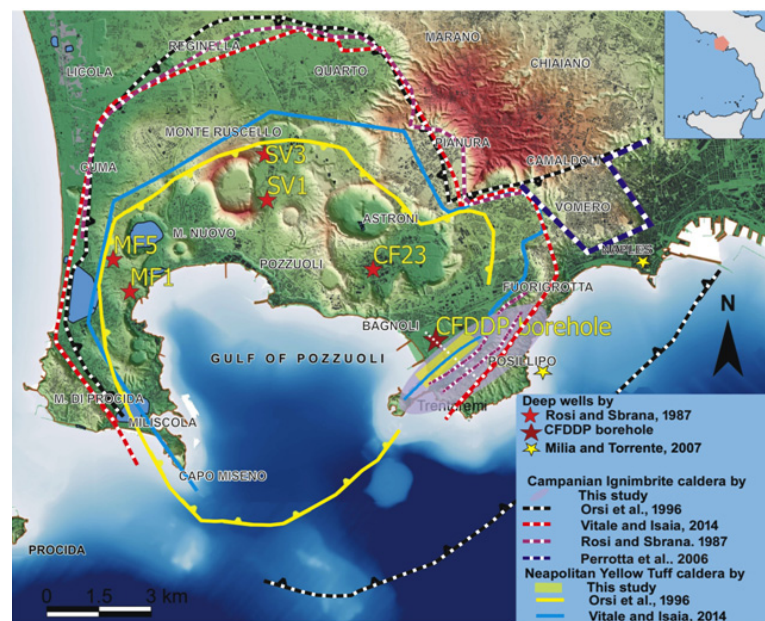 MARANO
REGINELLA
LICOLA
QUARTO
CHIAIANO
MONTE RUSCELLO
PIANURA
CUMA
SV3
CAMALDOLI
SV1
VOMERO
ASTRONI
M. NUOVO
MF5
CF23
NAPLES
MF1
POZZUOLI
FUORIGROTTA
BAGNOLI
CFDDP borehole
N
GULF OF POZZUOLI
POSILLIPO
M. DI PROCIDA
Trentaremi
MILISCOLA
CAPO MISENO
PROCIDA
0 1.5 3 km
Deep wells by
Rosi and Sbrana, 1987
CFDDP borehole
Milia and Torrente, 2007
Campanian Ignimbrite caldera by
This study
Orsi et al., 1996
Vitale and Isaia, 2014
Rosi and Sbrana. 1987
Perrotta et al.. 2006
Neapolitan Yellow Tuff caldera by
This study
Orsi et al., 1996
Vitale and Isaia, 2014